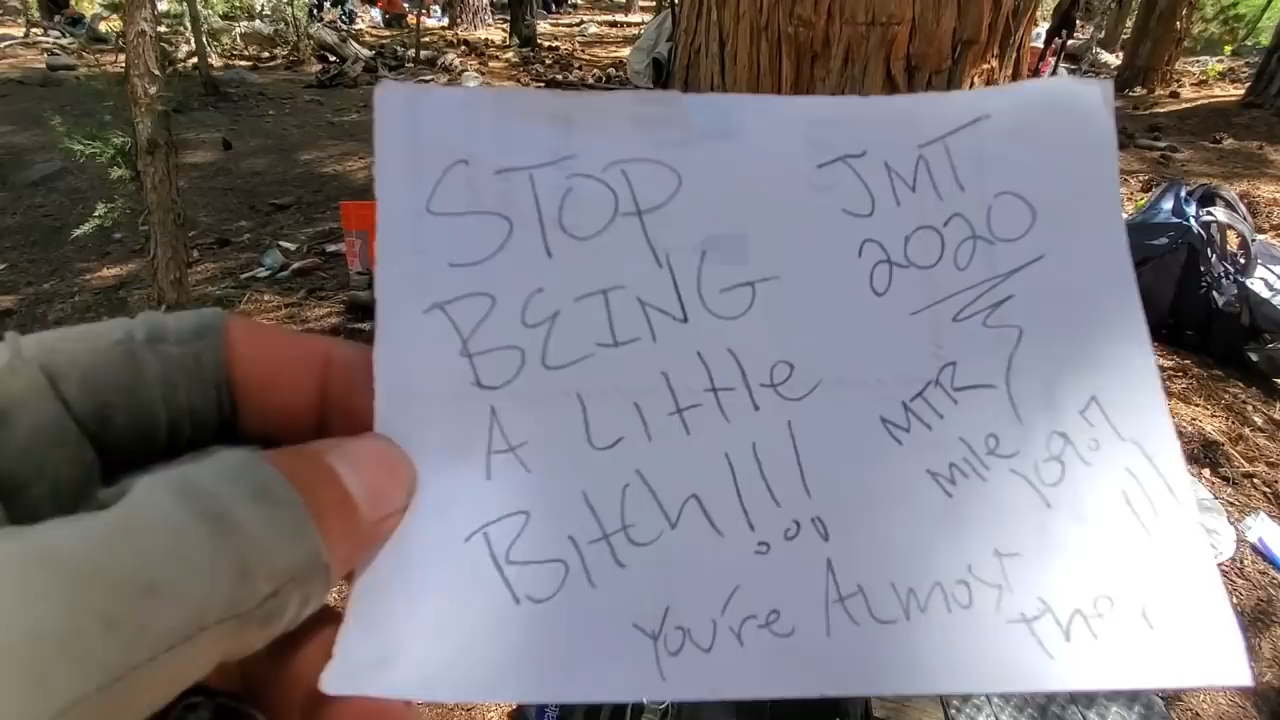 STOP
BEING
A LITTLE
BITCH!!!
JMT
2020
MTR
MILE
109.7
!!!
YOU'RE ALMOST